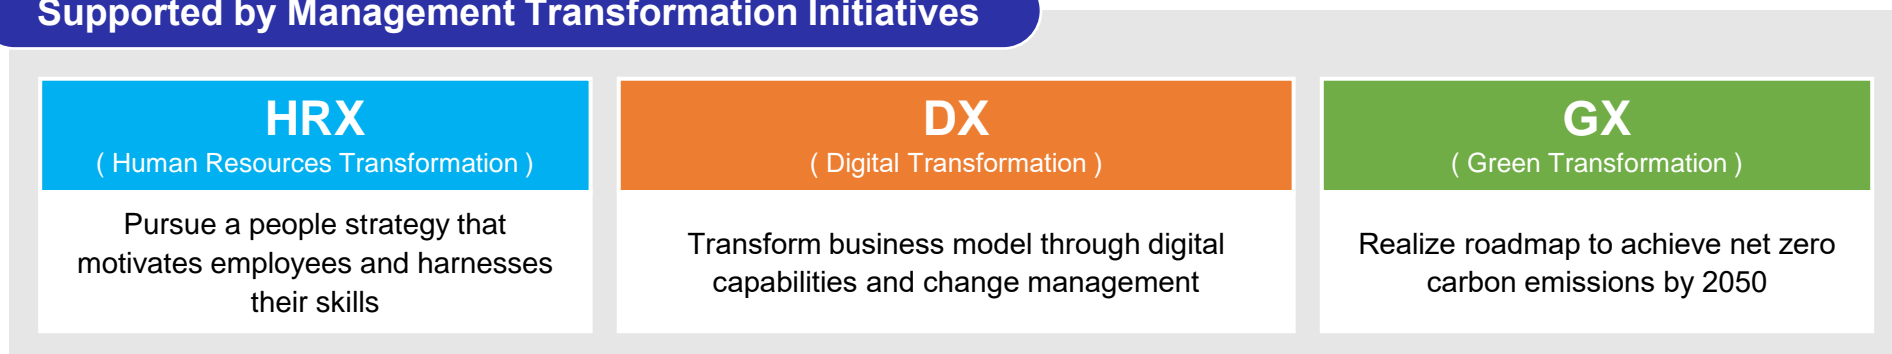 Supported by Management Transformation Initiatives
HRX
( Human Resources Transformation )
Pursue a people strategy that
motivates employees and harnesses
their skills
DX
( Digital Transformation )
Transform business model through digital
capabilities and change management
GX
( Green Transformation )
Realize roadmap to achieve net zero
carbon emissions by 2050